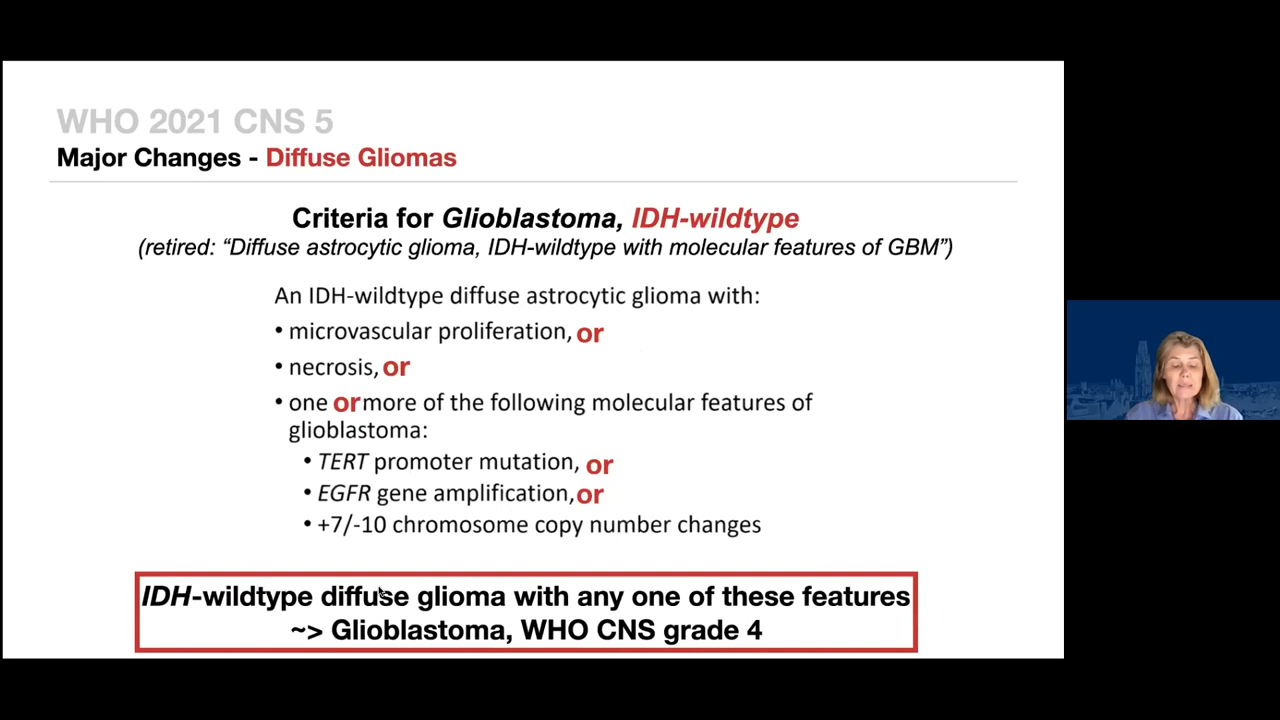 WHO 2021 CNS 5
Major Changes - Diffuse Gliomas
Criteria for Glioblastoma, IDH-wildtype
(retired: “Diffuse astrocytic glioma, IDH-wildtype with molecular features of GBM”)
An IDH-wildtype diffuse astrocytic glioma with:
• microvascular proliferation, or
• necrosis, or
• one or more of the following molecular features of
glioblastoma:
• TERT promoter mutation, or
• EGFR gene amplification, or
• +7/-10 chromosome copy number changes
IDH-wildtype diffuse glioma with any one of these features
~> Glioblastoma, WHO CNS grade 4